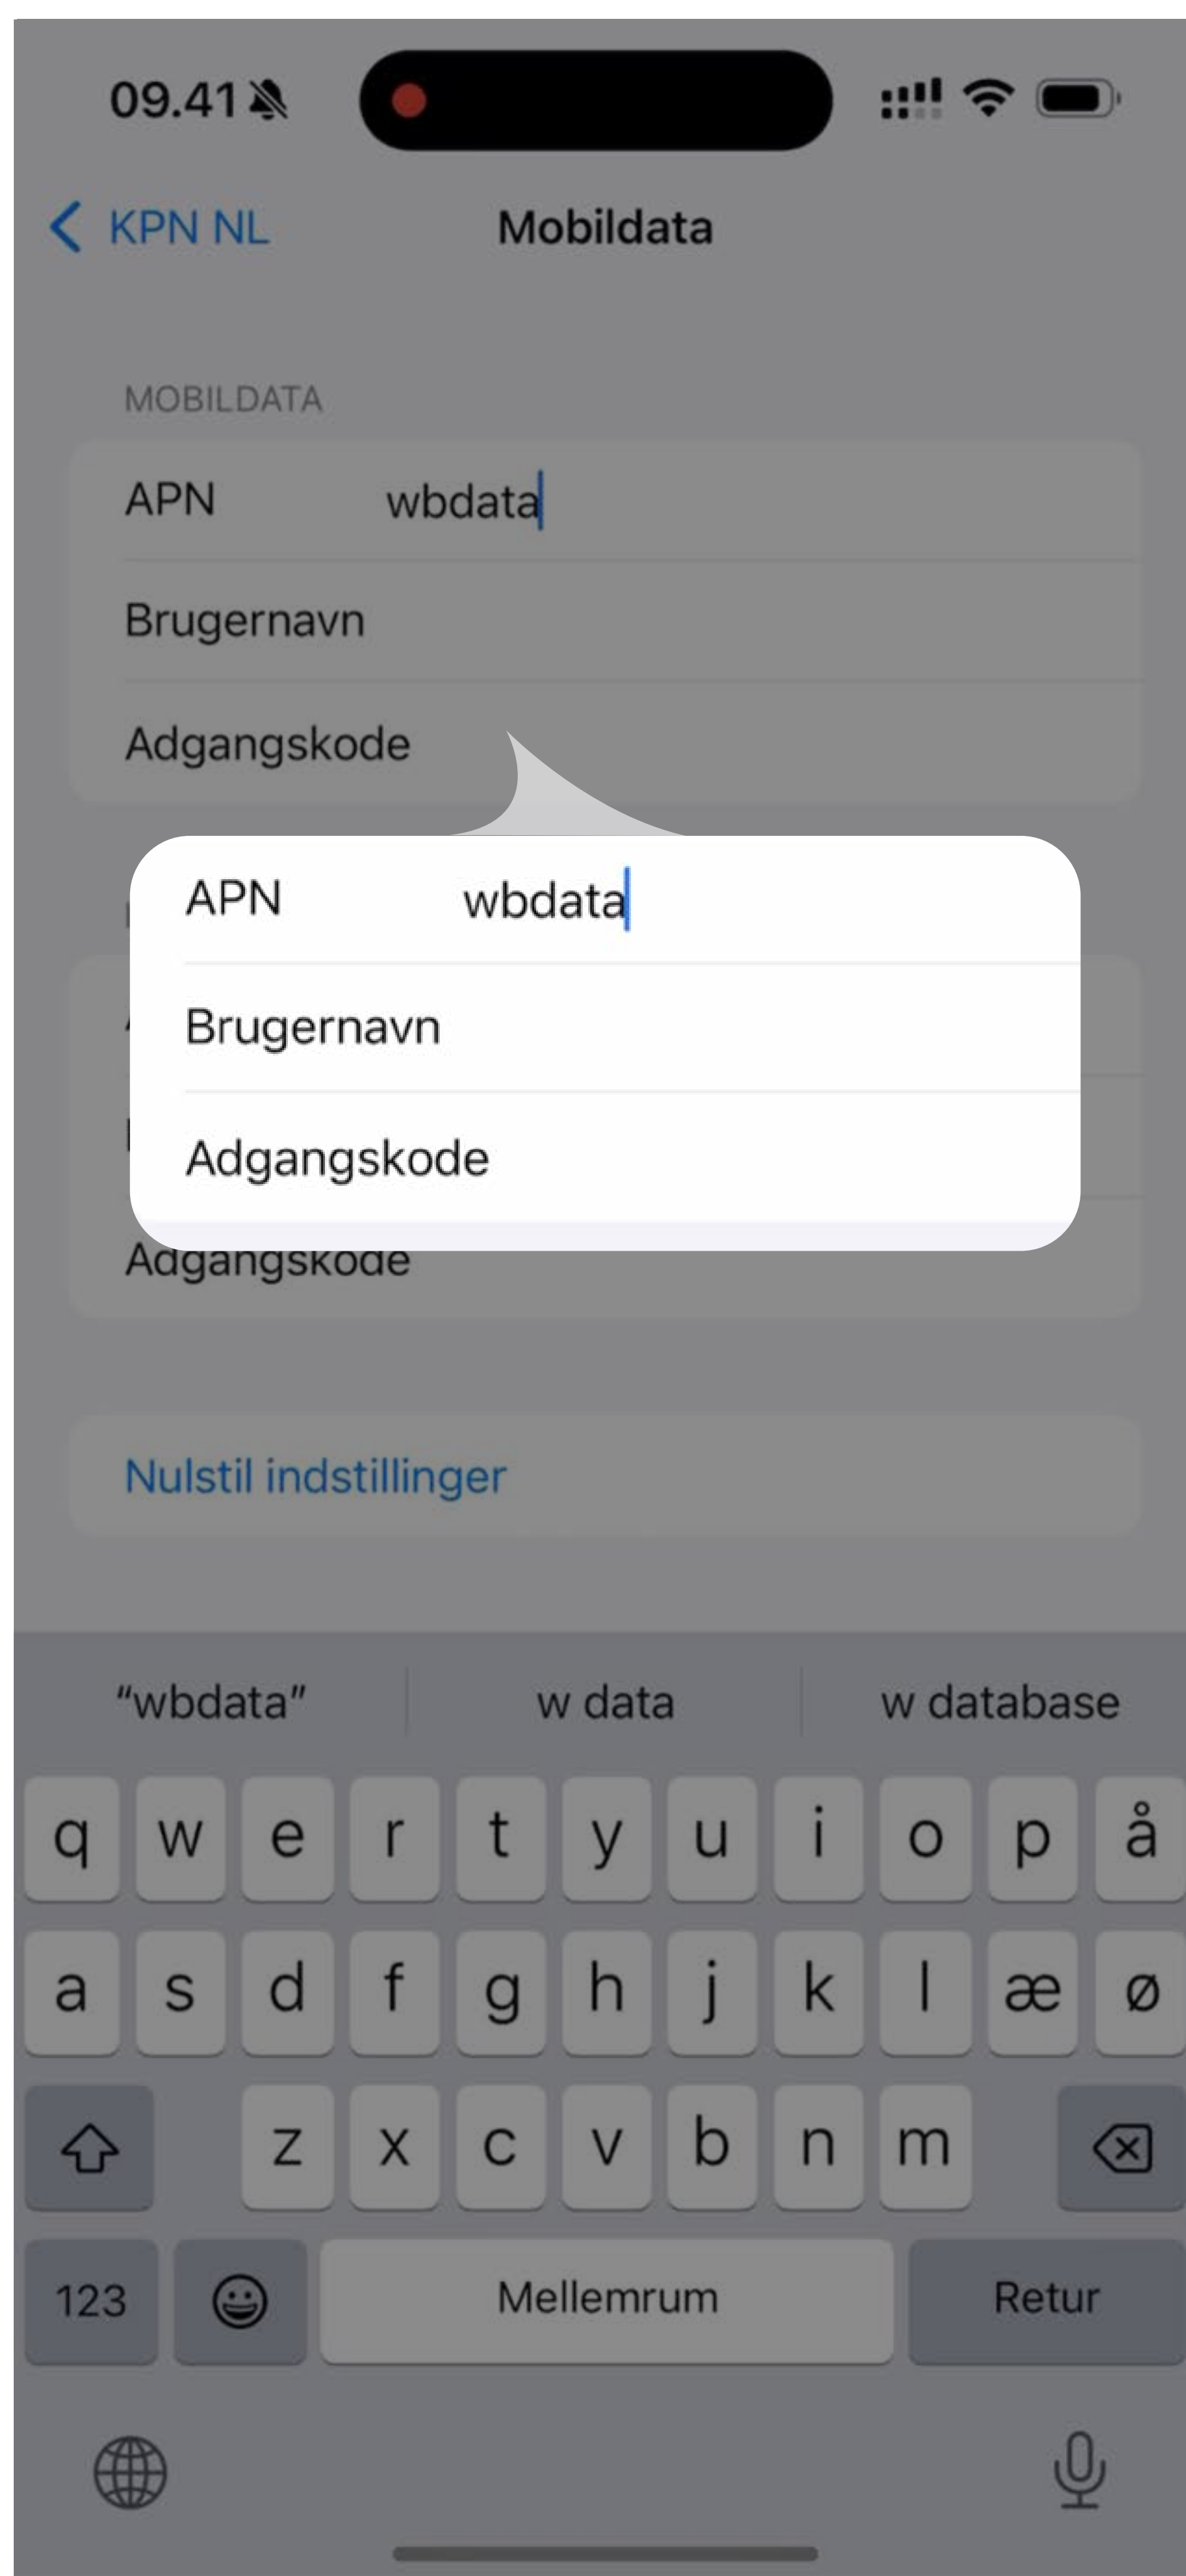 09.41
KPN NL Mobildata
MOBILDATA
APN wbdata
Brugernavn
Adgangskode
APN wbdata
Brugernavn
Adgangskode
Adgangskode
Nulstil indstillinger
"wbdata" w data w database
q w e r t y u i o p å
a s d f g h j k l æ ø
z x c v b n m
123 Mellemrum Retur